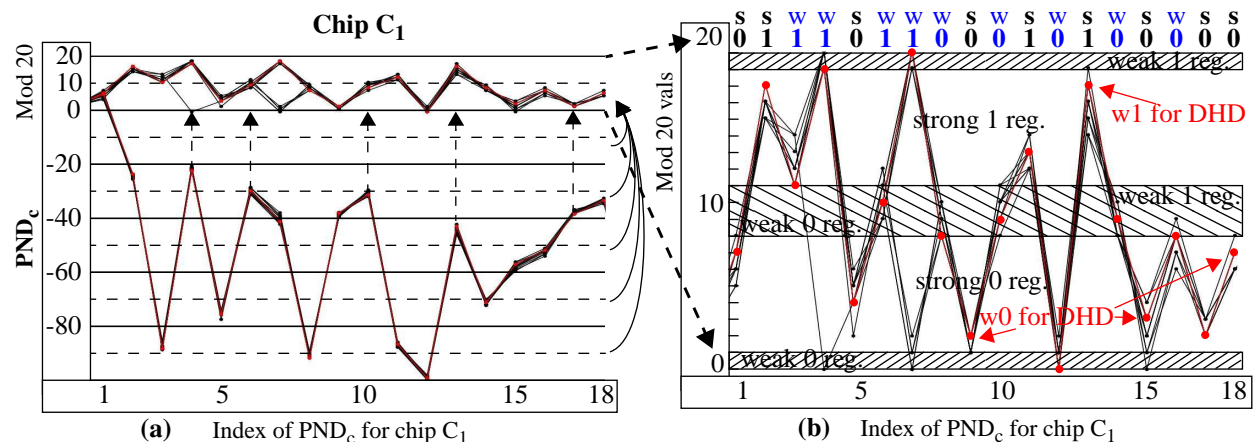 Chip C1
Mod 20
20
10
0
PNDc
-20
-40
-60
-80
1 5 10 15 18
(a) Index of PNDc for chip C1
s s w w s w w w s w s w s w s w s s
0 1 1 1 0 1 1 0 0 0 1 0 1 0 0 0 0 0
Mod 20 vals
20
10
0
weak 1 reg.
w1 for DHD
strong 1 reg.
weak 1 reg.
weak 0 reg.
strong 0 reg.
w0 for DHD
weak 0 reg.
1 5 10 15 18
(b) Index of PNDc for chip C1